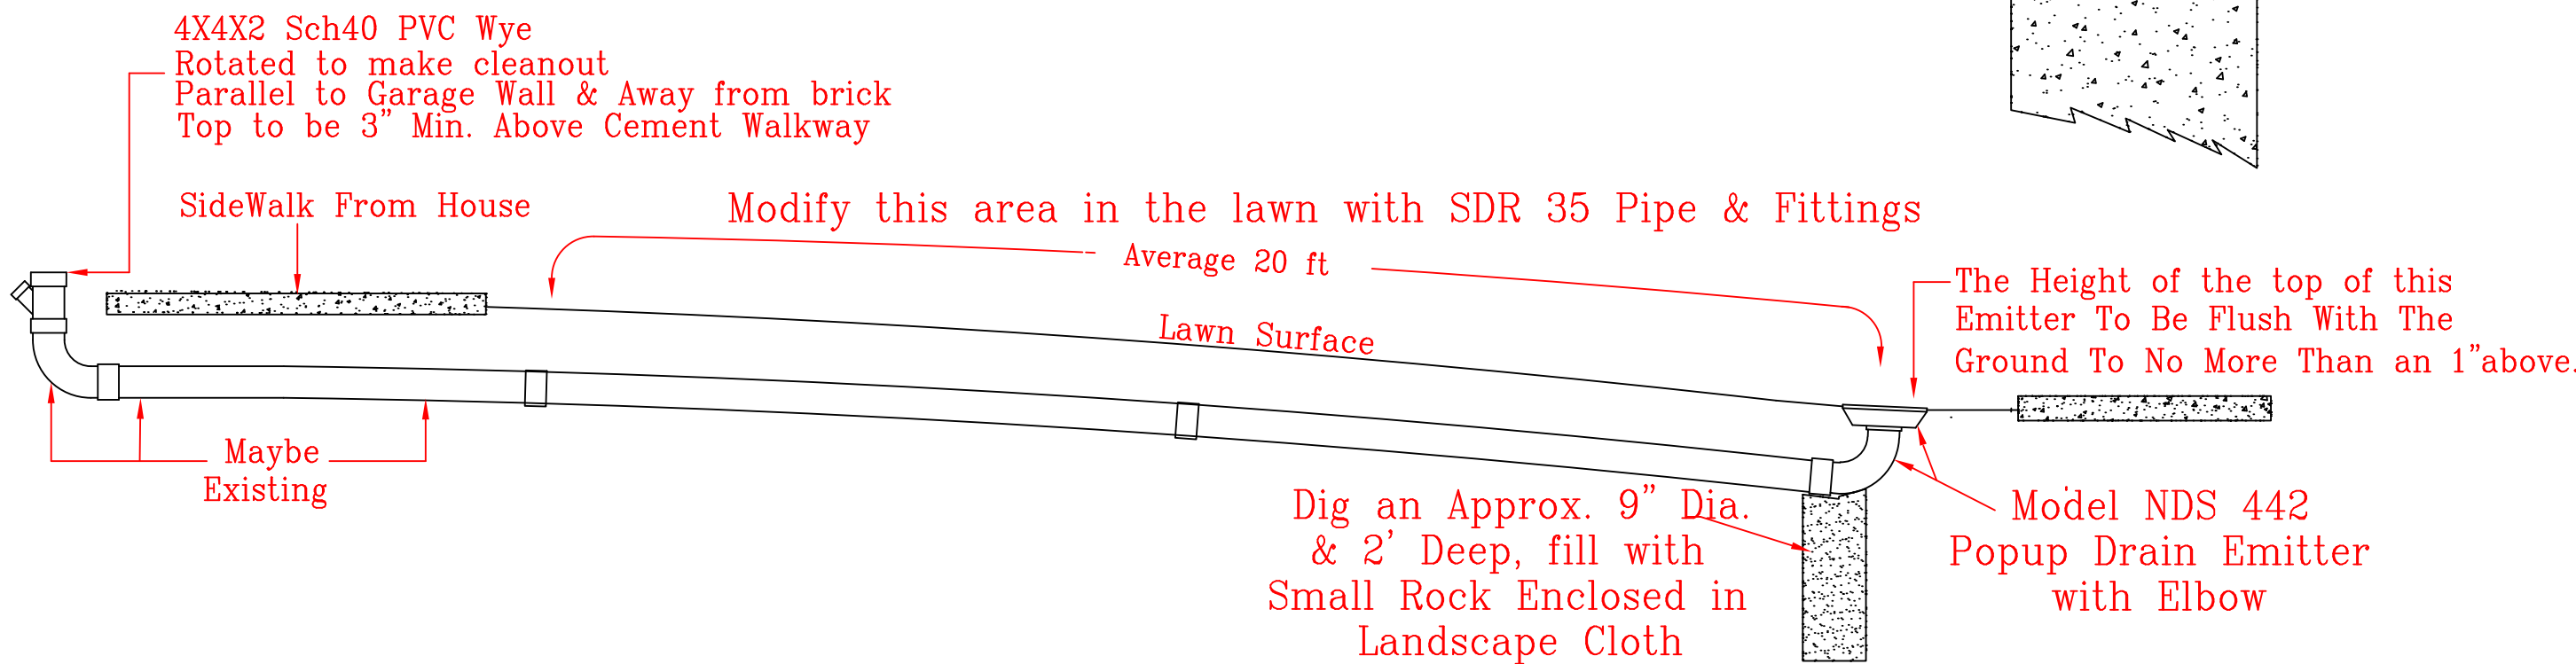 4X4X2 Sch40 PVC Wye
Rotated to make cleanout
Parallel to Garage Wall & Away from brick
Top to be 3" Min. Above Cement Walkway
SideWalk From House
Modify this area in the lawn with SDR 35 Pipe & Fittings
Average 20 ft
Lawn Surface
The Height of the top of this
Emitter To Be Flush With The
Ground To No More Than an 1"above.
Maybe
Existing
Dig an Approx. 9" Dia.
& 2' Deep, fill with
Small Rock Enclosed in
Landscape Cloth
Model NDS 442
Popup Drain Emitter
with Elbow